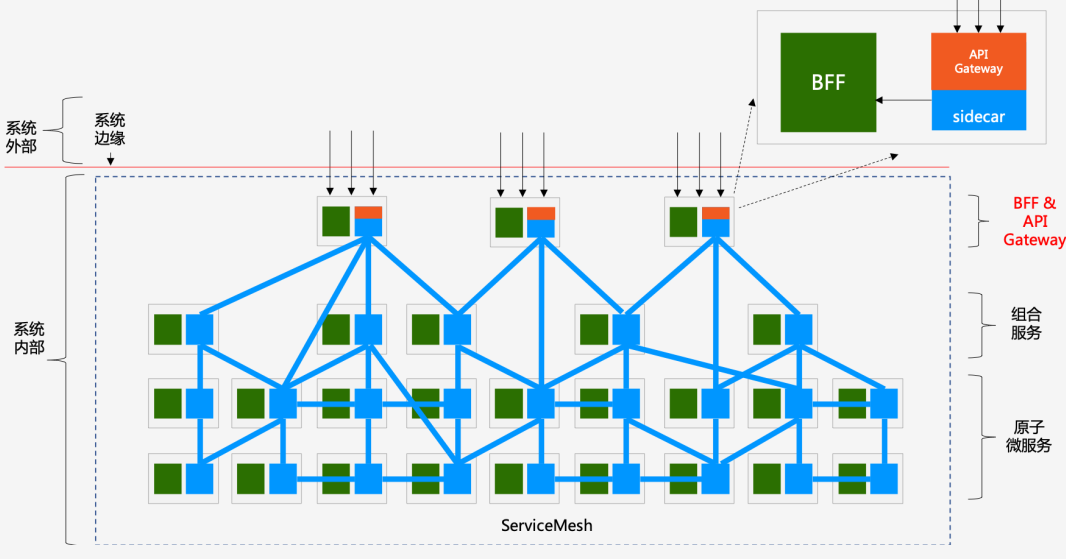 BFF
API
Gateway
sidecar
系统
外部
系统
边缘
BFF &
API
Gateway
系统
内部
组合
服务
原子
微服务
ServiceMesh